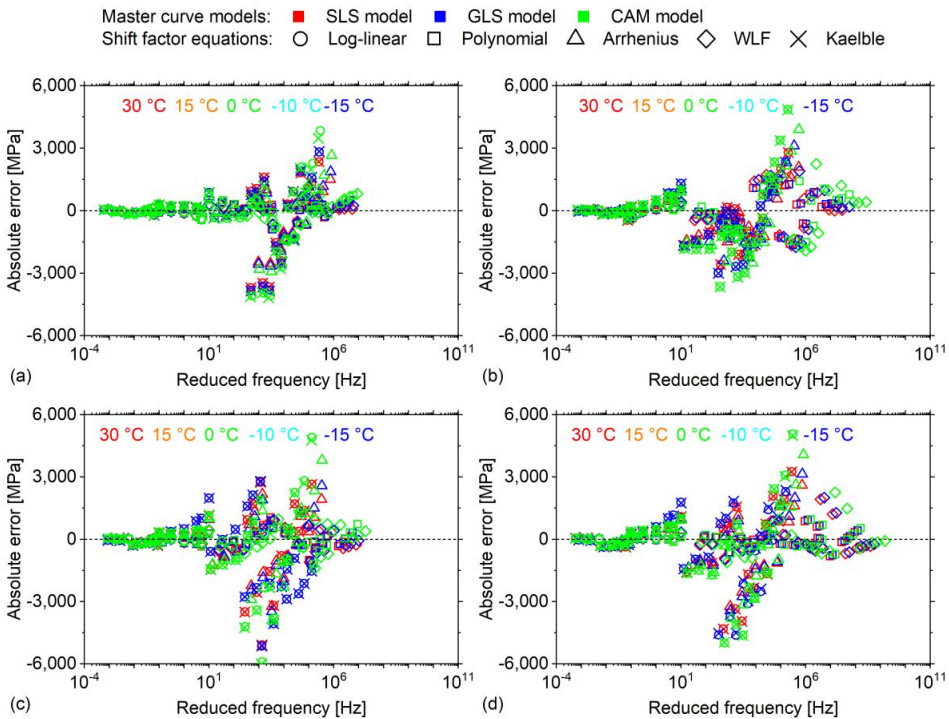 Master curve models: SLS model GLS model CAM model
Shift factor equations: Log-linear Polynomial Arrhenius WLF Kaelble
6,000
3,000
0
-3,000
-6,000
Absolute error [MPa]
30 °C 15 °C 0 °C -10 °C -15 °C
10⁻⁴ 10¹ 10⁶ 10¹¹
Reduced frequency [Hz]
(a)
6,000
3,000
0
-3,000
-6,000
Absolute error [MPa]
30 °C 15 °C 0 °C -10 °C -15 °C
10⁻⁴ 10¹ 10⁶ 10¹¹
Reduced frequency [Hz]
(b)
6,000
3,000
0
-3,000
-6,000
Absolute error [MPa]
30 °C 15 °C 0 °C -10 °C -15 °C
10⁻⁴ 10¹ 10⁶ 10¹¹
Reduced frequency [Hz]
(c)
6,000
3,000
0
-3,000
-6,000
Absolute error [MPa]
30 °C 15 °C 0 °C -10 °C -15 °C
10⁻⁴ 10¹ 10⁶ 10¹¹
Reduced frequency [Hz]
(d)